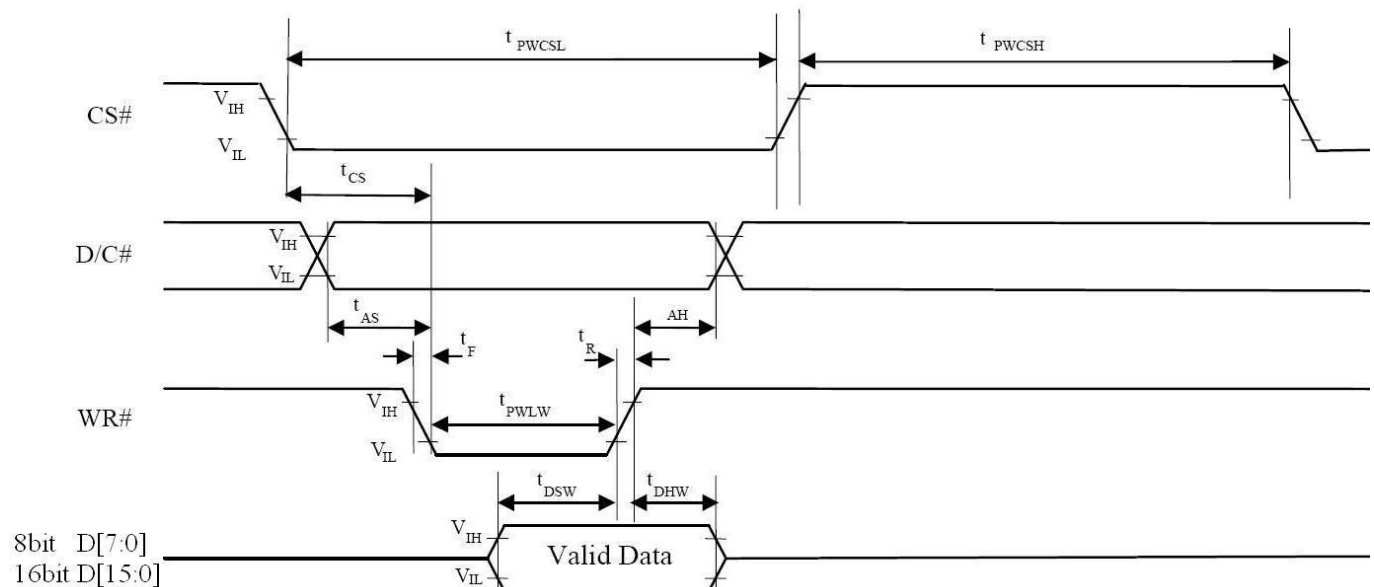 t PWCSL
t PWCSH
CS#
VIH
VIL
tCS
D/C#
VIH
VIL
tAS
tF
tR
AH
WR#
VIH
VIL
tPWLW
tDSW
tDHW
8bit D[7:0]
16bit D[15:0]
VIH
VIL
Valid Data